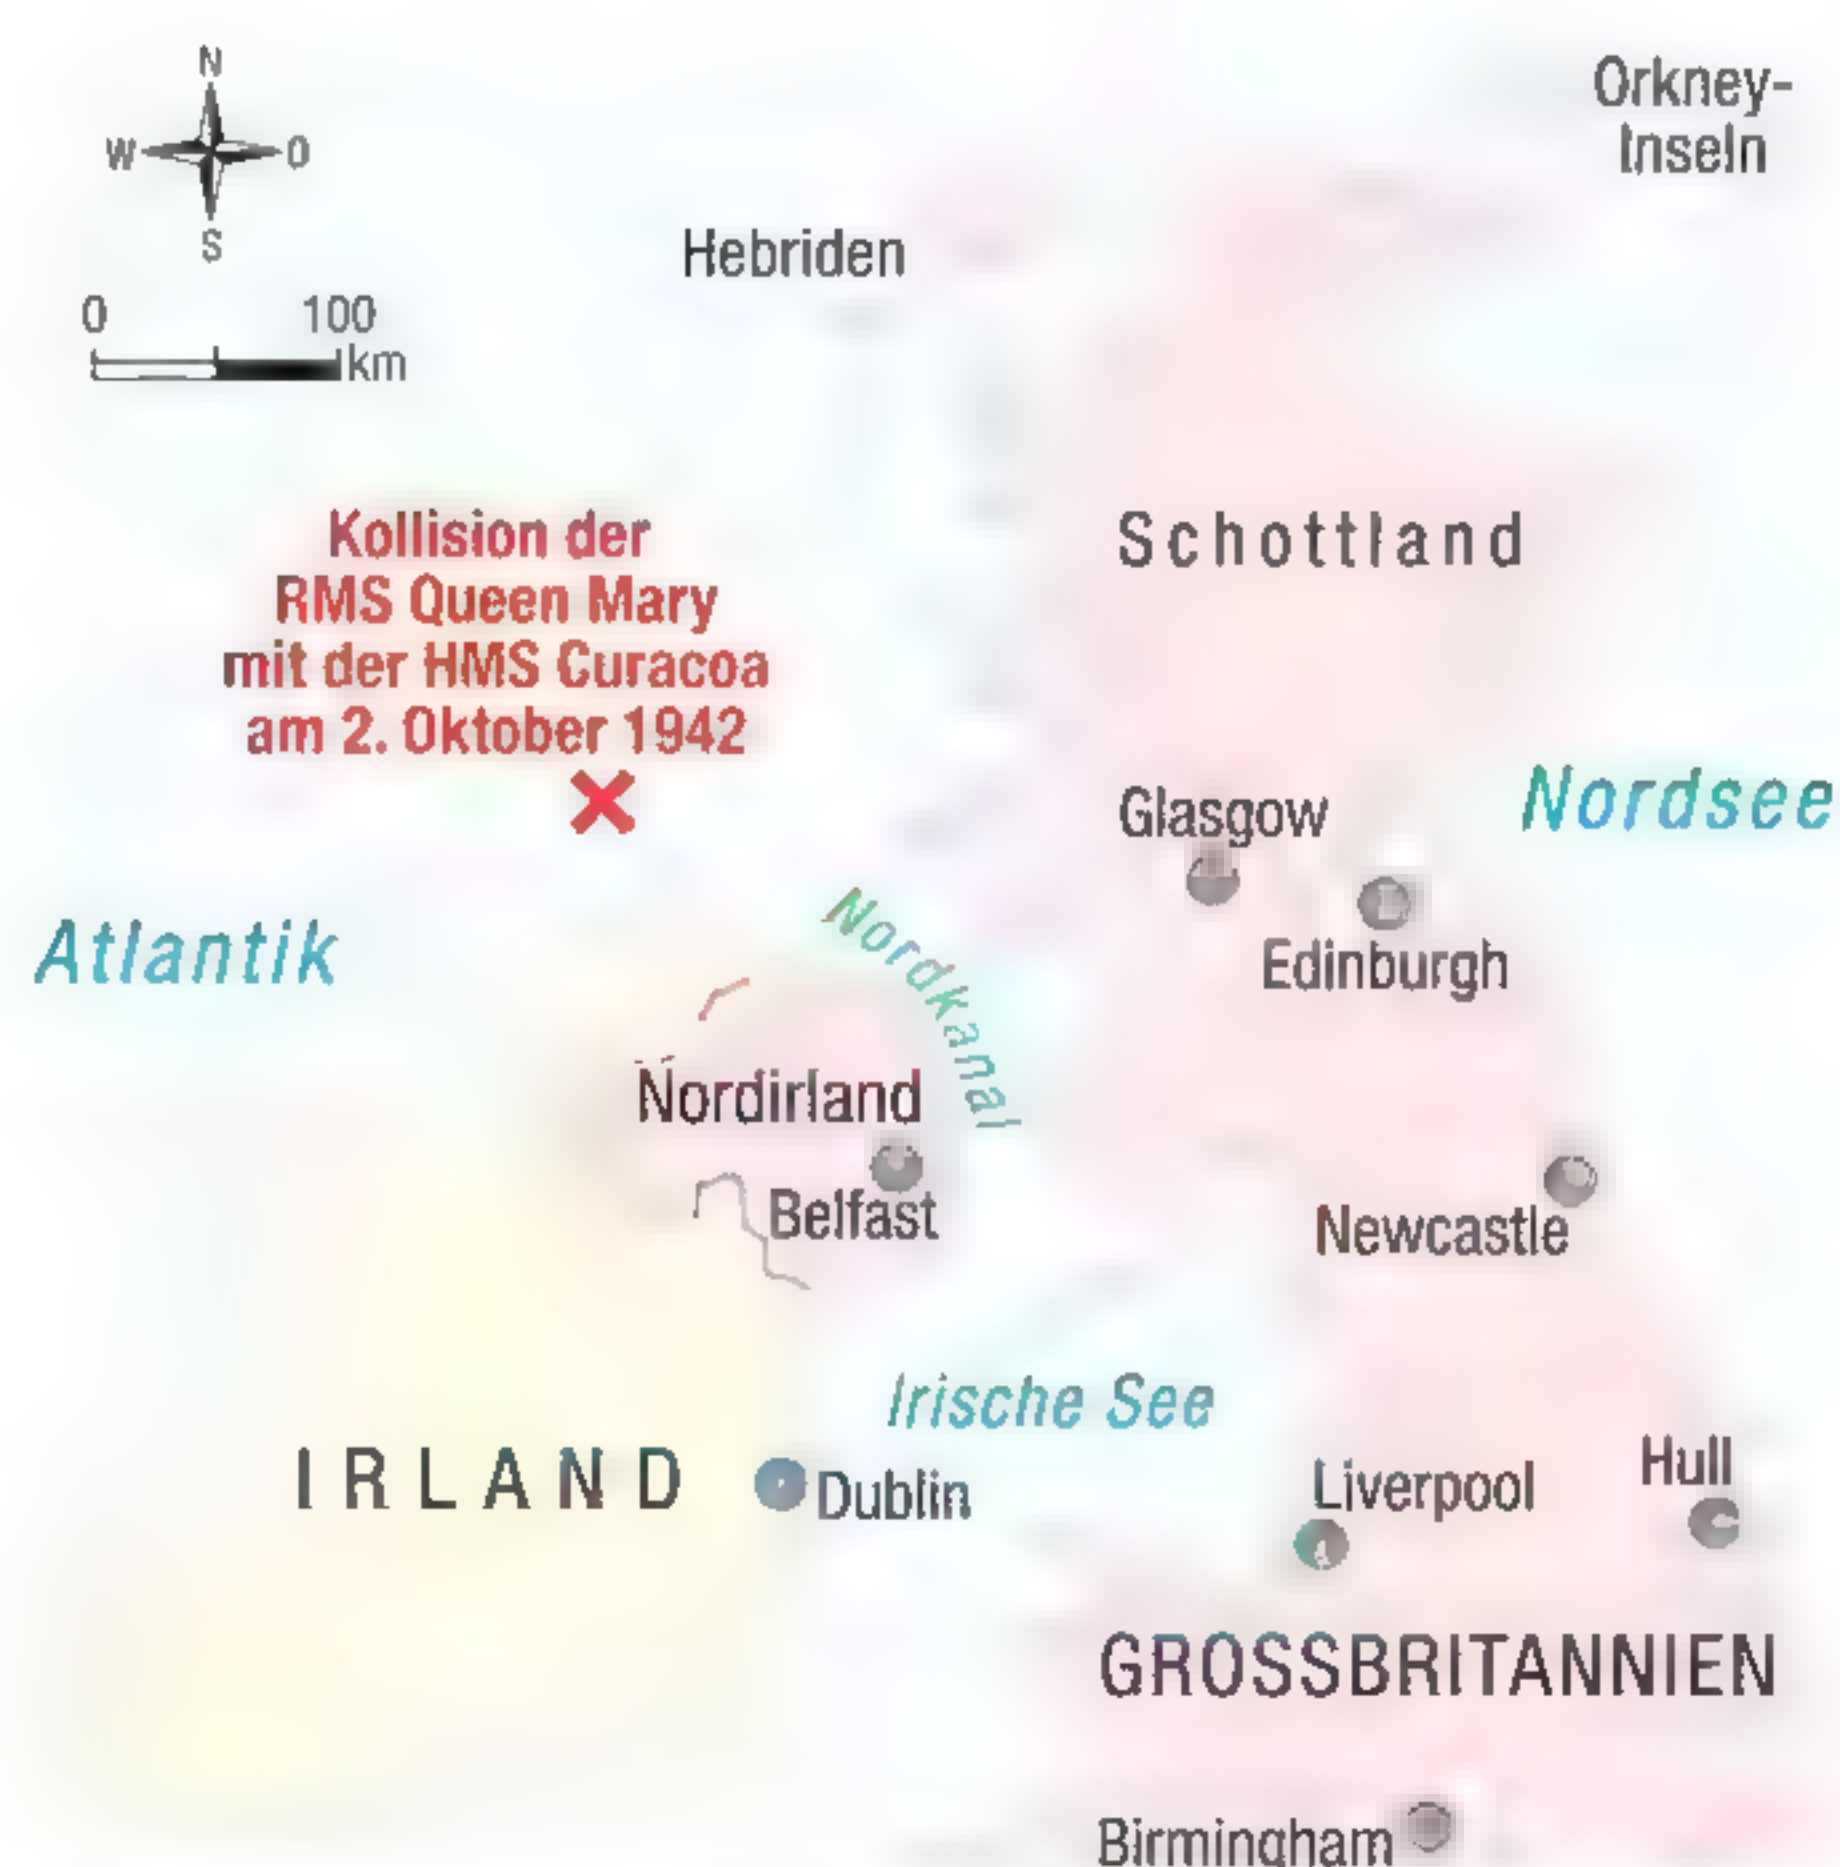 N
W O
S
0 100
km
Orkney-
Inseln
Hebriden
Kollision der
RMS Queen Mary
mit der HMS Curacoa
am 2. Oktober 1942
Schottland
Glasgow
Nordsee
Edinburgh
Atlantik
Nordkanal
Nordirland
Belfast
Newcastle
Irische See
IRLAND
Dublin
Liverpool
Hull
GROSSBRITANNIEN
Birmingham